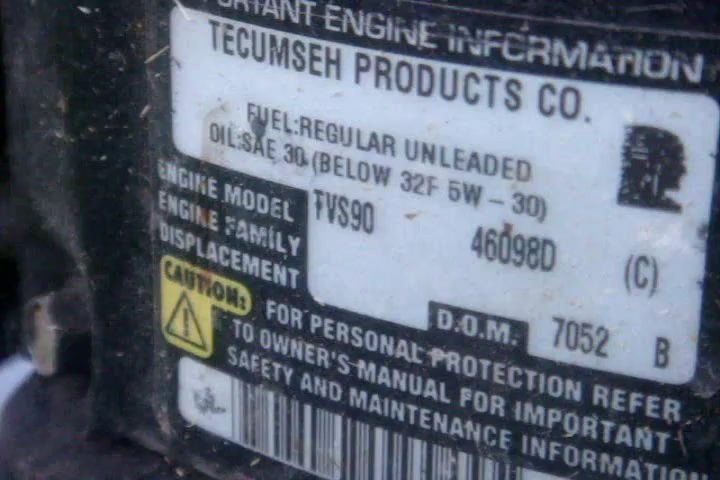 ORTANT ENGINE INFORMATION
TECUMSEH PRODUCTS CO.
FUEL:REGULAR UNLEADED
OIL:SAE 30 (BELOW 32F 5W-30)
ENGINE MODEL TVS90 46098D (C)
ENGINE FAMILY
DISPLACEMENT
D.O.M. 7052 B
CAUTION:
FOR PERSONAL PROTECTION REFER
TO OWNER'S MANUAL FOR IMPORTANT
SAFETY AND MAINTENANCE INFORMATION